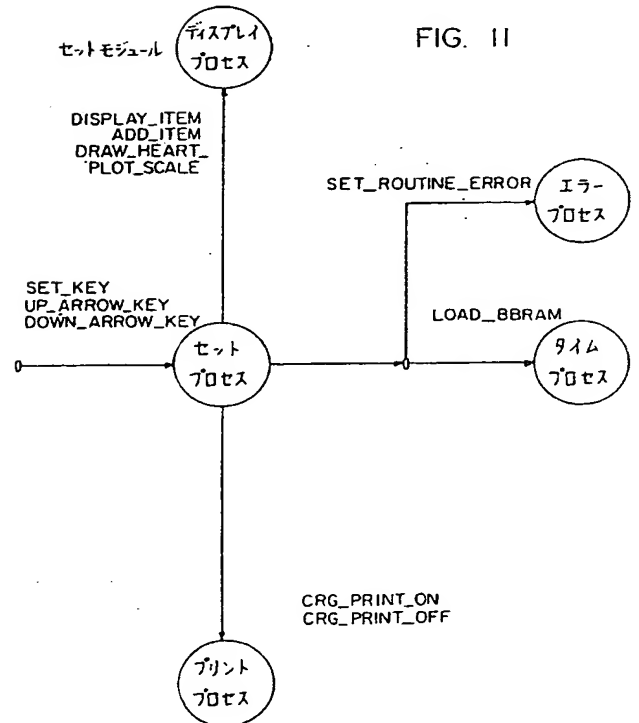 FIG. 11
セットモジュール
ディスプレイ
プロセス
DISPLAY_ITEM
ADD_ITEM
DRAW_HEART_
PLOT_SCALE
SET_ROUTINE_ERROR
エラー
プロセス
SET_KEY
UP_ARROW_KEY
DOWN_ARROW_KEY
セット
プロセス
LOAD_BBRAM
タイム
プロセス
CRG_PRINT_ON
CRG_PRINT_OFF
プリント
プロセス